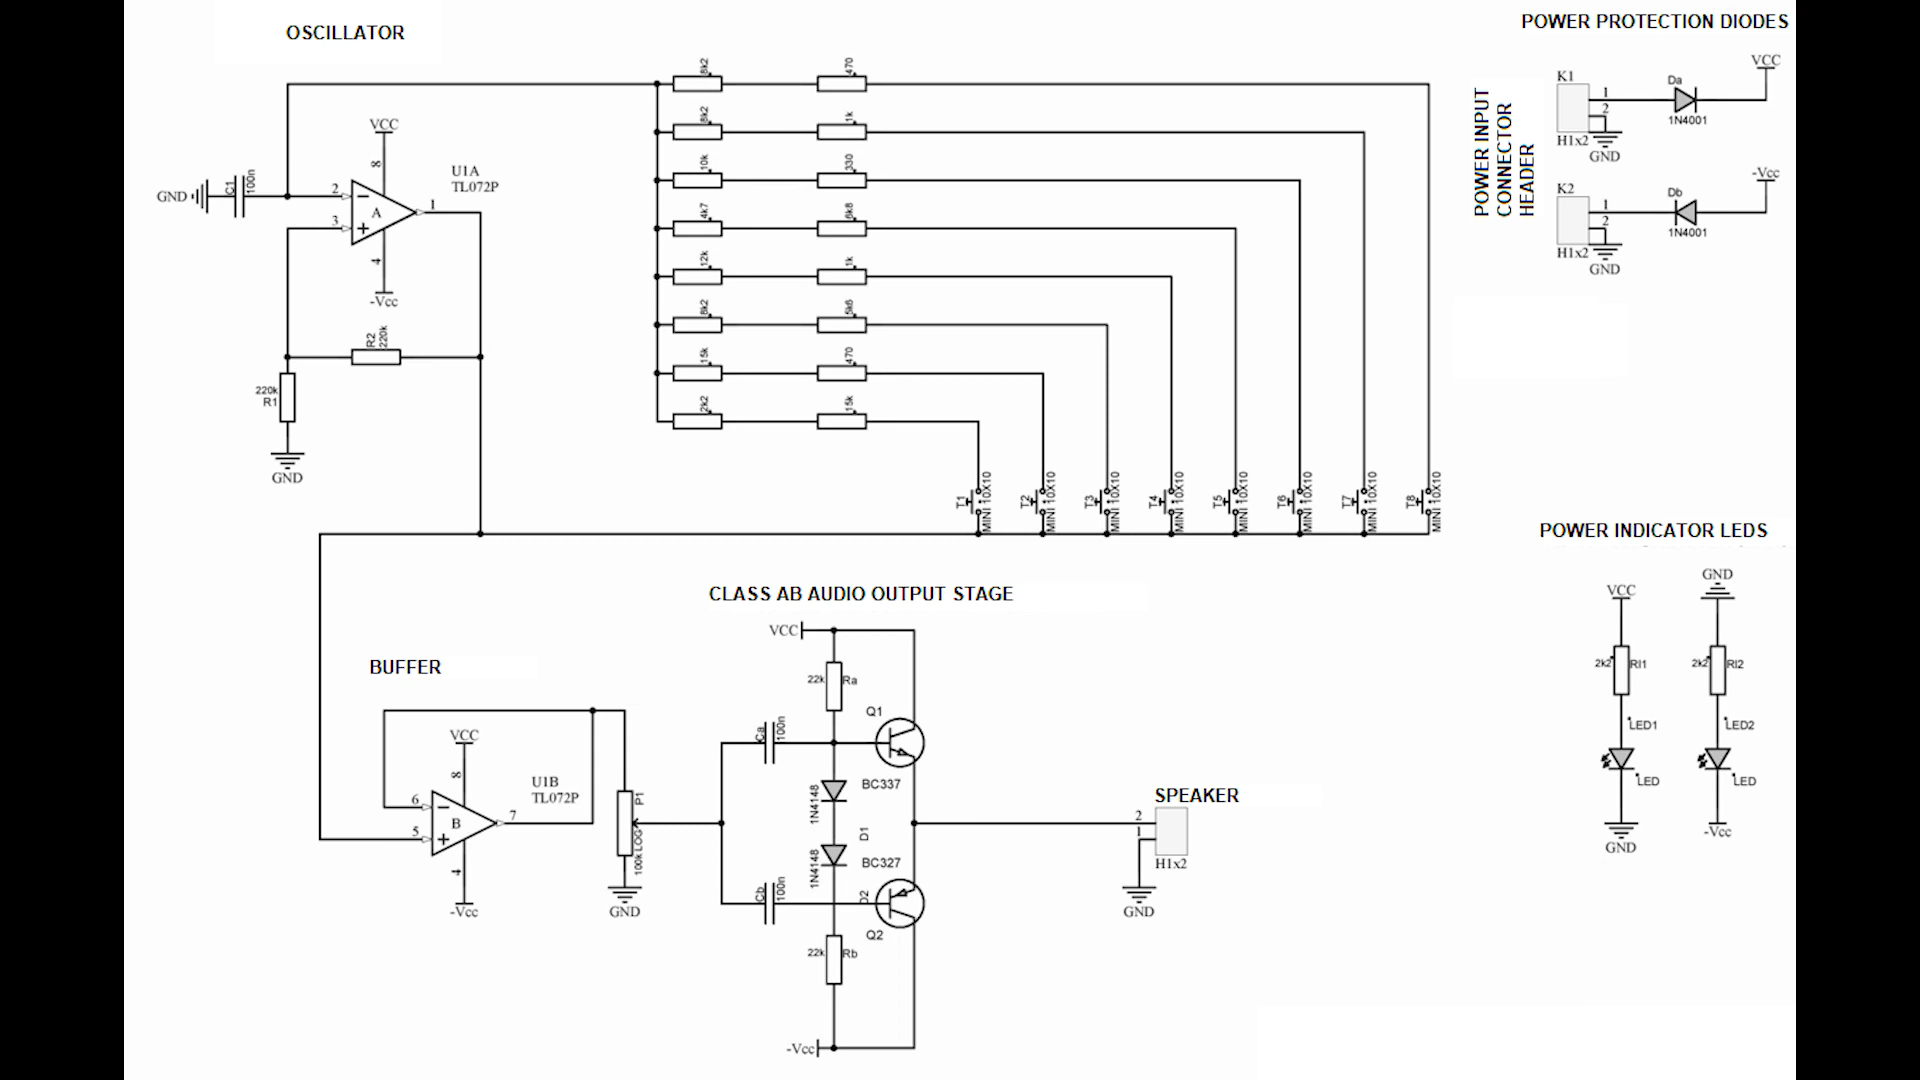 OSCILLATOR
POWER PROTECTION DIODES
8k2
470
8k2
1k
10k
330
4k7
6k8
12k
1k
8k2
5k6
15k
470
2k2
15k
VCC
8
U1A
TL072P
GND
C1
100n
2
3
A
1
4
-Vcc
R2
220k
220k
R1
GND
T1
MINI 10X10
T2
MINI 10X10
T3
MINI 10X10
T4
MINI 10X10
T5
MINI 10X10
T6
MINI 10X10
T7
MINI 10X10
T8
MINI 10X10
POWER INPUT
CONNECTOR
HEADER
K1
1
2
H1x2
GND
Da
1N4001
VCC
K2
1
2
H1x2
GND
Db
1N4001
-Vcc
POWER INDICATOR LEDS
VCC
2k2
RI1
LED1
LED
GND
GND
2k2
RI2
LED2
LED
-Vcc
CLASS AB AUDIO OUTPUT STAGE
BUFFER
VCC
8
U1B
TL072P
6
5
B
7
4
-Vcc
P1
100k LOG
GND
VCC
22k
Ra
Ca
100n
Q1
BC337
1N4148
D1
1N4148
BC327
D2
Cb
100n
Q2
22k
Rb
-Vcc
SPEAKER
2
1
H1x2
GND